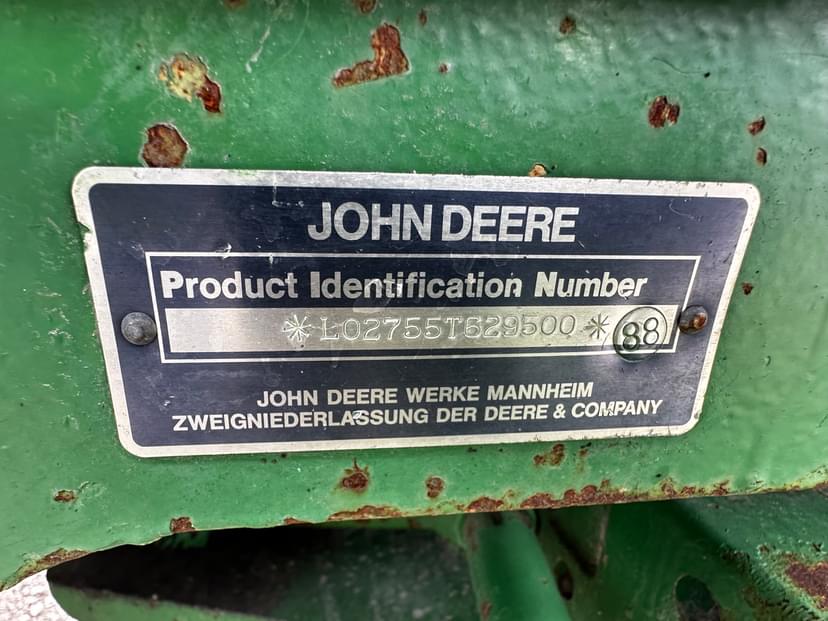 JOHN DEERE
Product Identification Number
*L02755T629500* 88
JOHN DEERE WERKE MANNHEIM
ZWEIGNIEDERLASSUNG DER DEERE & COMPANY